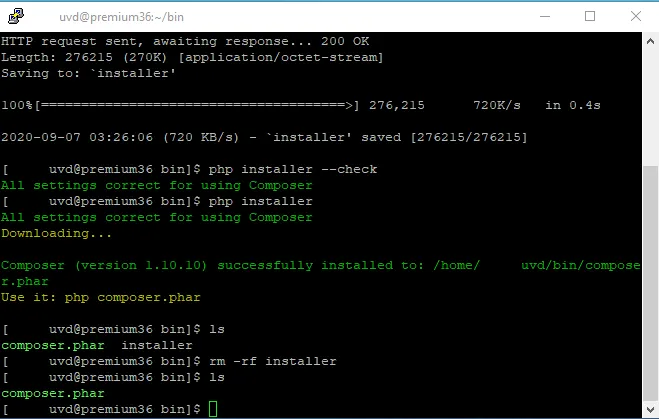 uvd@premium36:~/bin
HTTP request sent, awaiting response... 200 OK
Length: 276215 (270K) [application/octet-stream]
Saving to: `installer'
100%[======================================>] 276,215     720K/s   in 0.4s
2020-09-07 03:26:06 (720 KB/s) - `installer' saved [276215/276215]
[     uvd@premium36 bin]$ php installer --check
All settings correct for using Composer
[     uvd@premium36 bin]$ php installer
All settings correct for using Composer
Downloading...
Composer (version 1.10.10) successfully installed to: /home/     uvd/bin/compose
r.phar
Use it: php composer.phar
[     uvd@premium36 bin]$ ls
composer.phar  installer
[     uvd@premium36 bin]$ rm -rf installer
[     uvd@premium36 bin]$ ls
composer.phar
[     uvd@premium36 bin]$